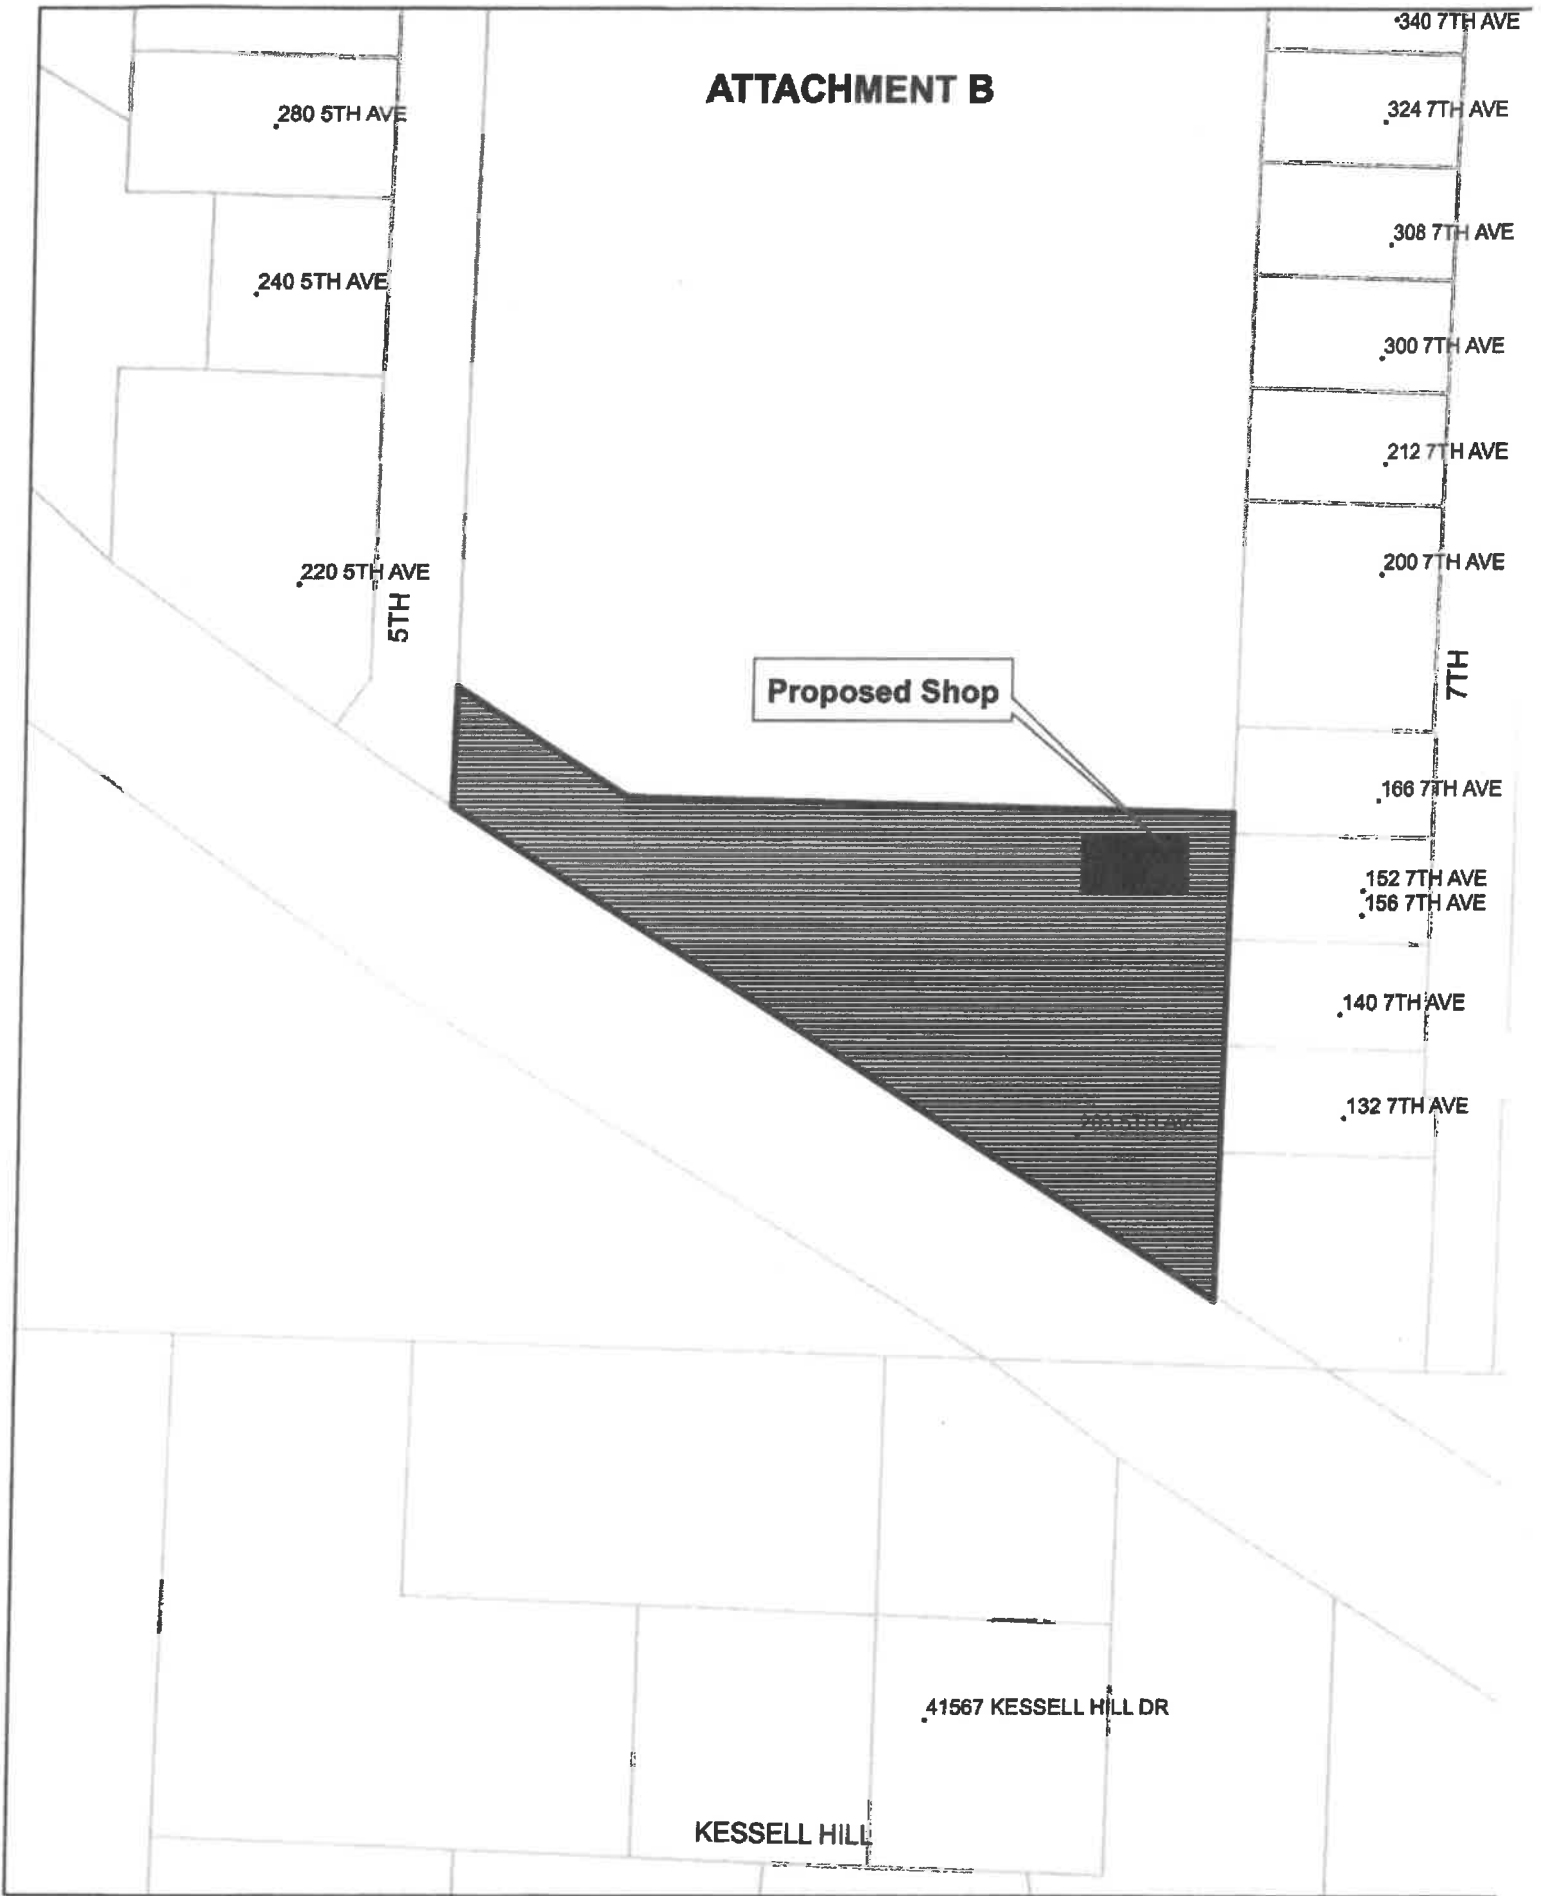 340 7TH AVE
ATTACHMENT B
280 5TH AVE
324 7TH AVE
308 7TH AVE
240 5TH AVE
300 7TH AVE
212 7TH AVE
200 7TH AVE
220 5TH AVE
5TH
7TH
Proposed Shop
166 7TH AVE
152 7TH AVE
156 7TH AVE
140 7TH AVE
132 7TH AVE
5TH AVE
41567 KESSELL HILL DR
KESSELL HILL